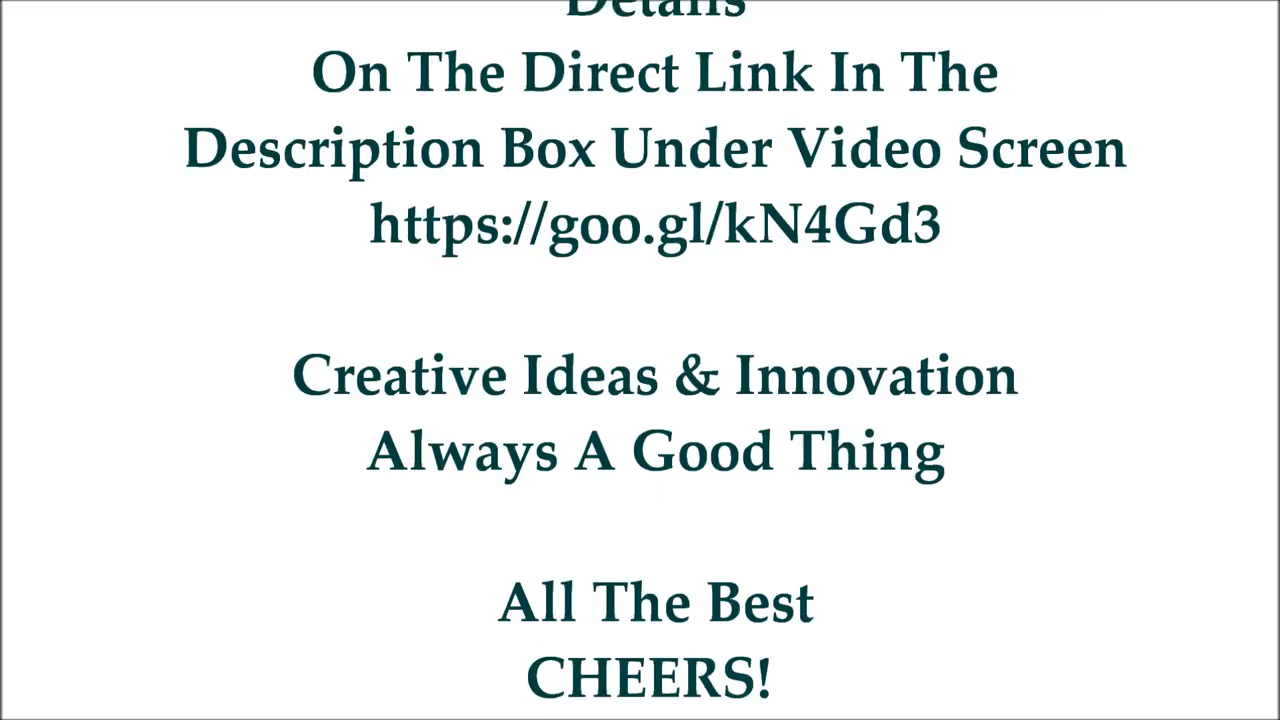 Details
On The Direct Link In The
Description Box Under Video Screen
https://goo.gl/kN4Gd3
Creative Ideas & Innovation
Always A Good Thing
All The Best
CHEERS!